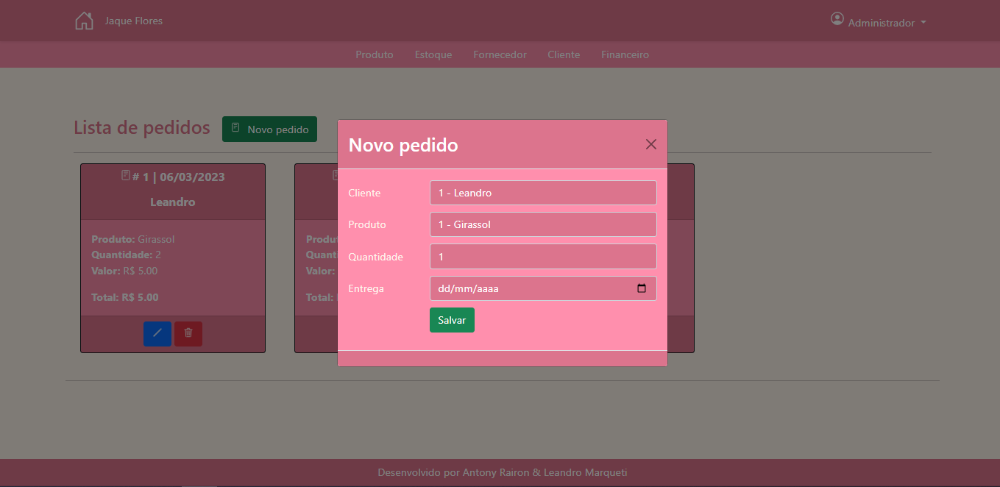 Jaque Flores
Administrador
Produto Estoque Fornecedor Cliente Financeiro
Lista de pedidos
Novo pedido
# 1 | 06/03/2023
Leandro
Produto: Girassol
Quantidade: 2
Valor: R$ 5.00
Total: R$ 5.00
Valor:
Total:
Novo pedido
Cliente 1 - Leandro
Produto 1 - Girassol
Quantidade 1
Entrega dd/mm/aaaa
Salvar
Desenvolvido por Antony Rairon & Leandro Marqueti